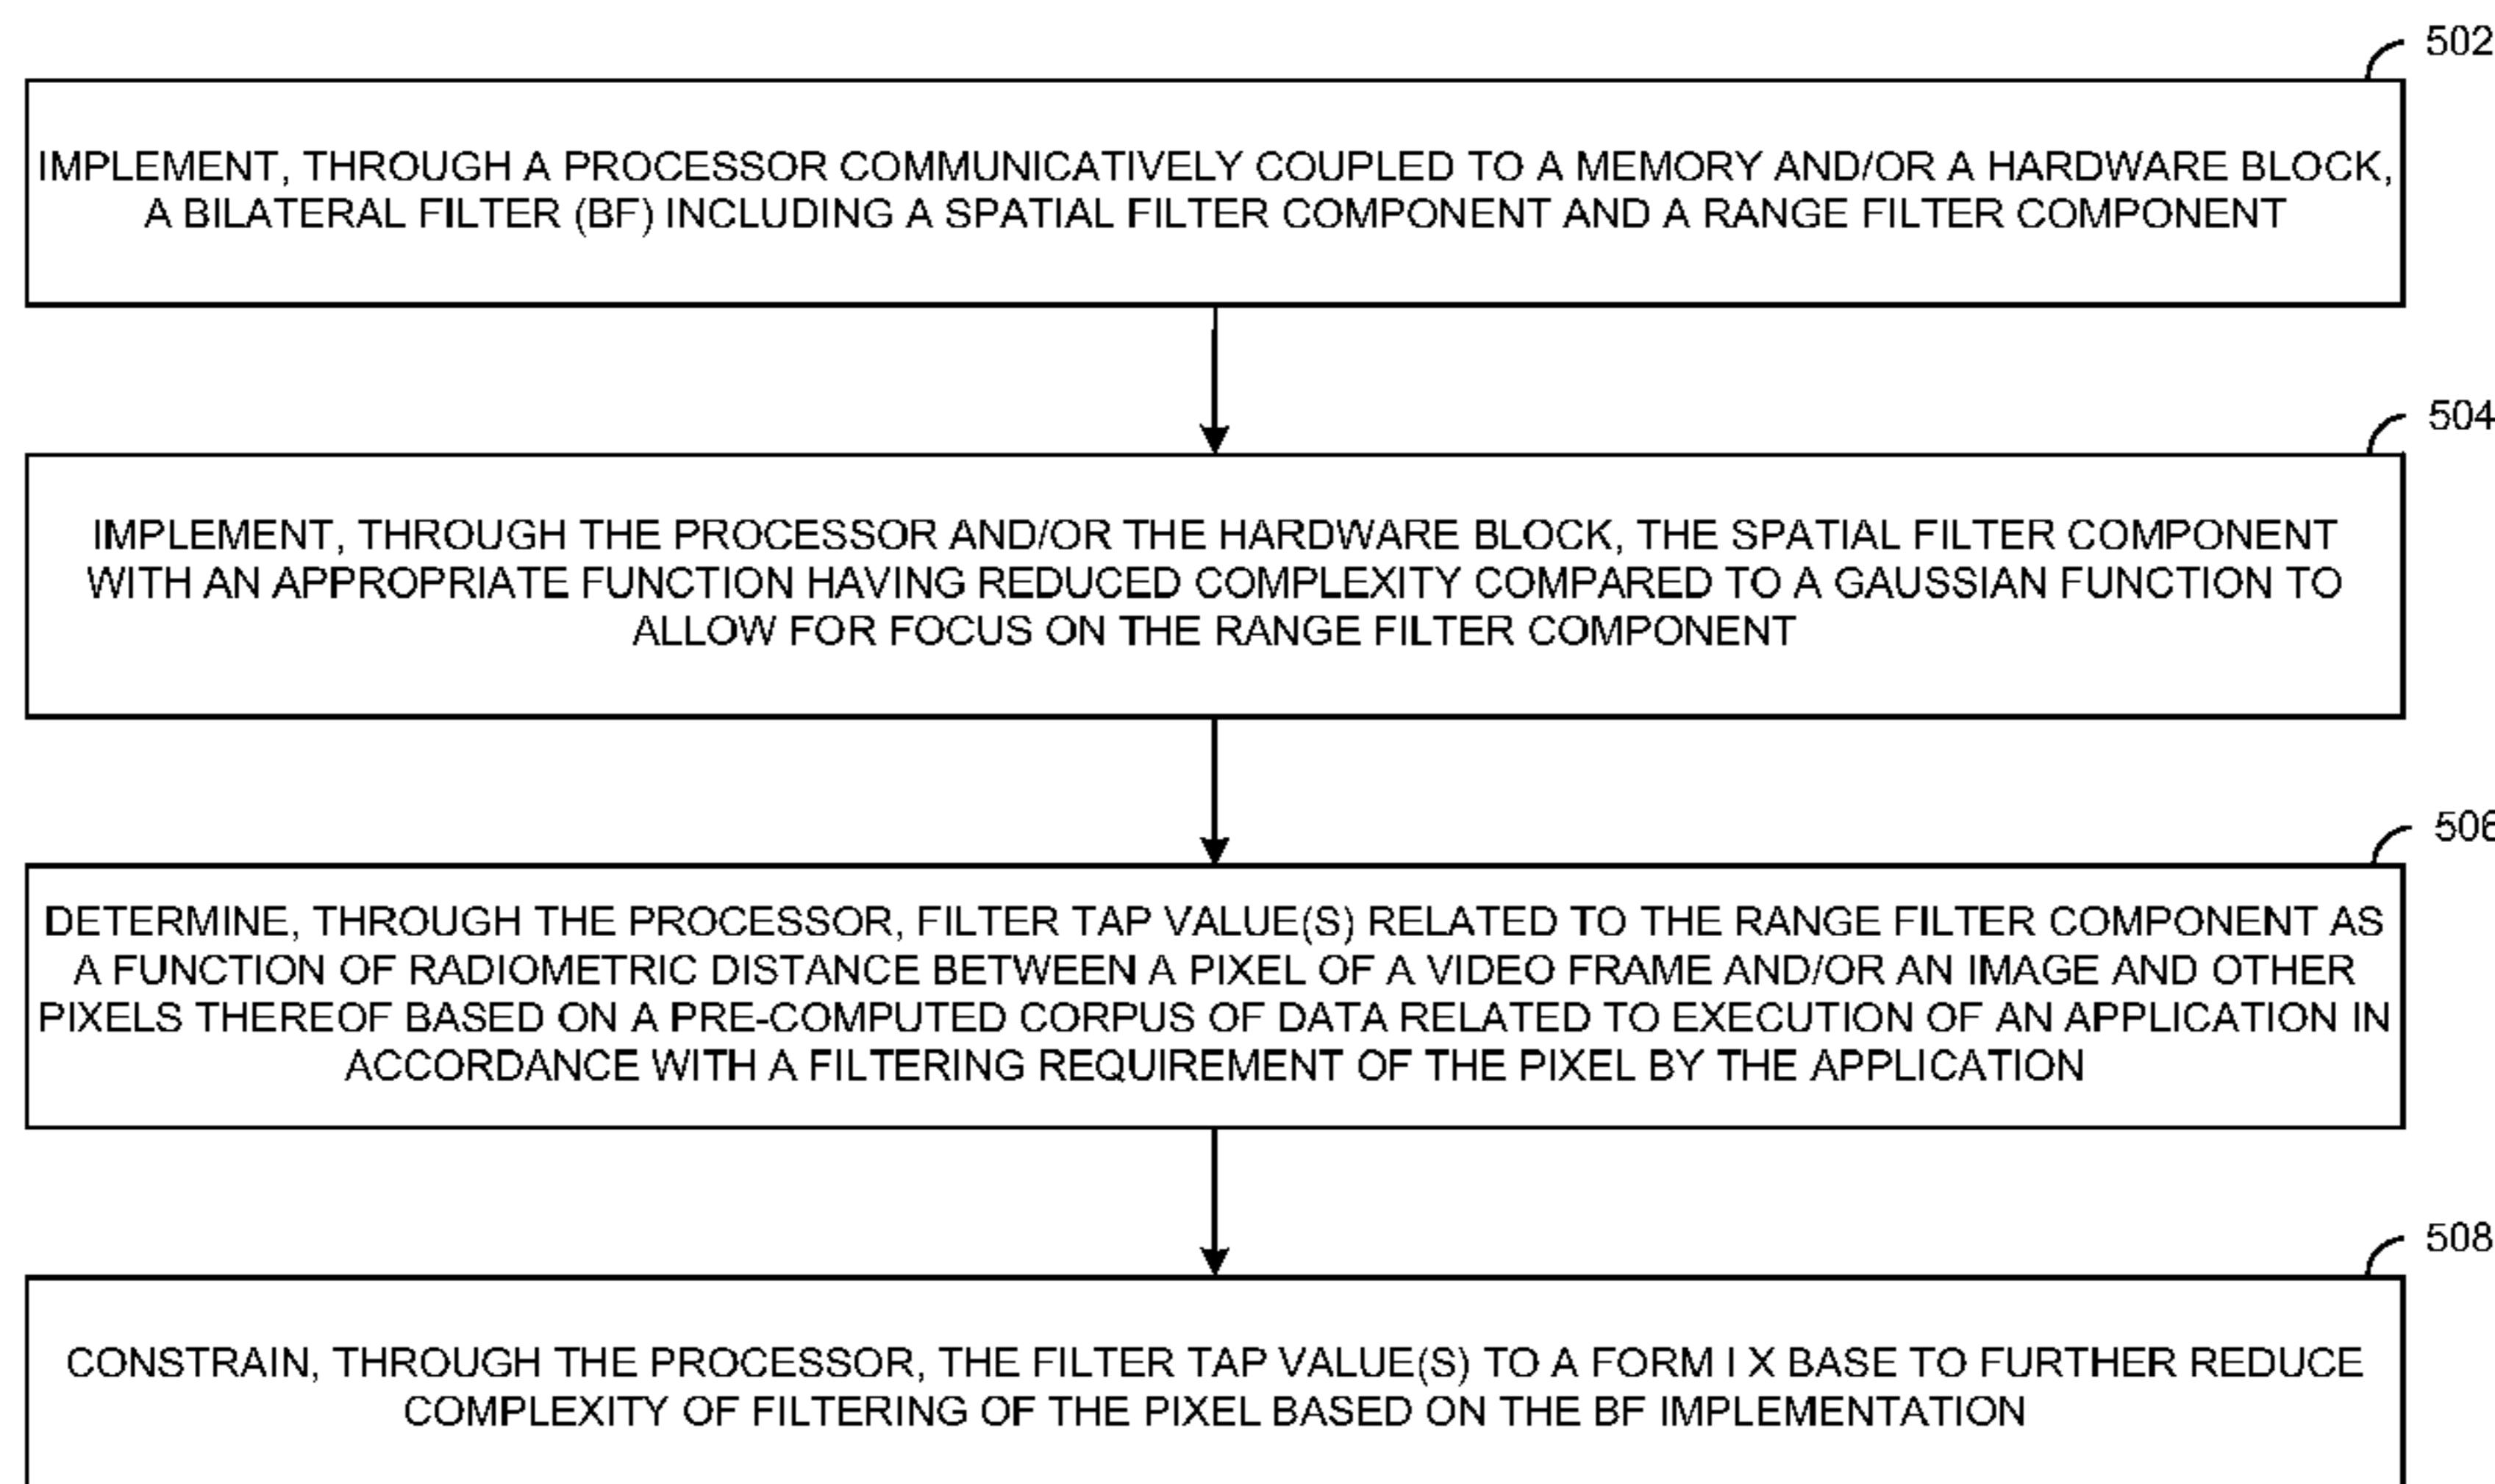 502
IMPLEMENT, THROUGH A PROCESSOR COMMUNICATIVELY COUPLED TO A MEMORY AND/OR A HARDWARE BLOCK,
A BILATERAL FILTER (BF) INCLUDING A SPATIAL FILTER COMPONENT AND A RANGE FILTER COMPONENT
504
IMPLEMENT, THROUGH THE PROCESSOR AND/OR THE HARDWARE BLOCK, THE SPATIAL FILTER COMPONENT
WITH AN APPROPRIATE FUNCTION HAVING REDUCED COMPLEXITY COMPARED TO A GAUSSIAN FUNCTION TO
ALLOW FOR FOCUS ON THE RANGE FILTER COMPONENT
506
DETERMINE, THROUGH THE PROCESSOR, FILTER TAP VALUE(S) RELATED TO THE RANGE FILTER COMPONENT AS
A FUNCTION OF RADIOMETRIC DISTANCE BETWEEN A PIXEL OF A VIDEO FRAME AND/OR AN IMAGE AND OTHER
PIXELS THEREOF BASED ON A PRE-COMPUTED CORPUS OF DATA RELATED TO EXECUTION OF AN APPLICATION IN
ACCORDANCE WITH A FILTERING REQUIREMENT OF THE PIXEL BY THE APPLICATION
508
CONSTRAIN, THROUGH THE PROCESSOR, THE FILTER TAP VALUE(S) TO A FORM I X BASE TO FURTHER REDUCE
COMPLEXITY OF FILTERING OF THE PIXEL BASED ON THE BF IMPLEMENTATION